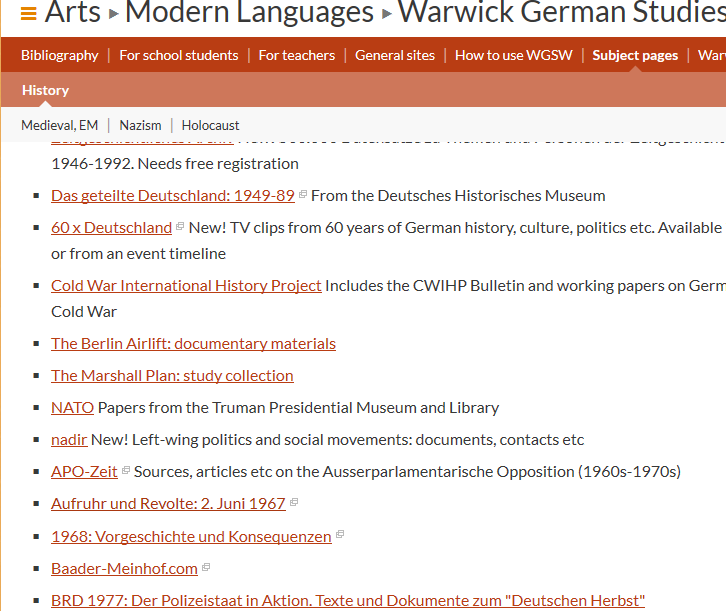 Arts ▸ Modern Languages ▸ Warwick German Studies
Bibliography | For school students | For teachers | General sites | How to use WGSW | Subject pages | War
History
Medieval, EM | Nazism | Holocaust
1946-1992. Needs free registration
Das geteilte Deutschland: 1949-89 From the Deutsches Historisches Museum
60 x Deutschland New! TV clips from 60 years of German history, culture, politics etc. Available
or from an event timeline
Cold War International History Project Includes the CWIHP Bulletin and working papers on Germ
Cold War
The Berlin Airlift: documentary materials
The Marshall Plan: study collection
NATO Papers from the Truman Presidential Museum and Library
nadir New! Left-wing politics and social movements: documents, contacts etc
APO-Zeit Sources, articles etc on the Ausserparlamentarische Opposition (1960s-1970s)
Aufruhr und Revolte: 2. Juni 1967
1968: Vorgeschichte und Konsequenzen
Baader-Meinhof.com
BRD 1977: Der Polizeistaat in Aktion. Texte und Dokumente zum "Deutschen Herbst"